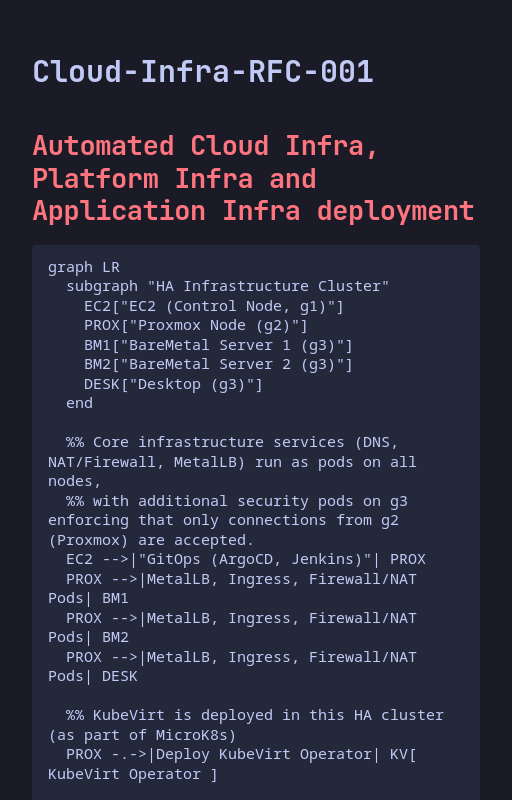 Cloud-Infra-RFC-001
Automated Cloud Infra,
Platform Infra and
Application Infra deployment
graph LR
  subgraph "HA Infrastructure Cluster"
    EC2["EC2 (Control Node, g1)"]
    PROX["Proxmox Node (g2)"]
    BM1["BareMetal Server 1 (g3)"]
    BM2["BareMetal Server 2 (g3)"]
    DESK["Desktop (g3)"]
  end

  %% Core infrastructure services (DNS,
NAT/Firewall, MetalLB) run as pods on all
nodes,
  %% with additional security pods on g3
enforcing that only connections from g2
(Proxmox) are accepted.
  EC2 -->|"GitOps (ArgoCD, Jenkins)"| PROX
  PROX -->|MetalLB, Ingress, Firewall/NAT
Pods| BM1
  PROX -->|MetalLB, Ingress, Firewall/NAT
Pods| BM2
  PROX -->|MetalLB, Ingress, Firewall/NAT
Pods| DESK

  %% KubeVirt is deployed in this HA cluster
(as part of MicroK8s)
  PROX -.->|Deploy KubeVirt Operator| KV[
KubeVirt Operator ]